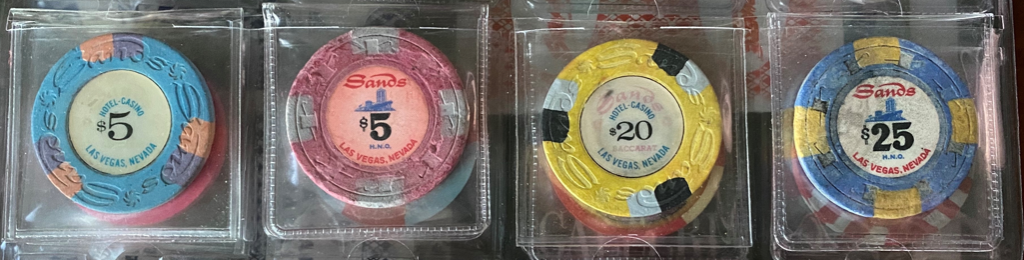 Sands
HOTEL-CASINO
$5
LAS VEGAS, NEVADA
Sands
$5
H.N.O.
LAS VEGAS, NEVADA
Sands
HOTEL-CASINO
$20
BACCARAT
LAS VEGAS, NEVADA
Sands
$25
H.N.O.
LAS VEGAS, NEVADA